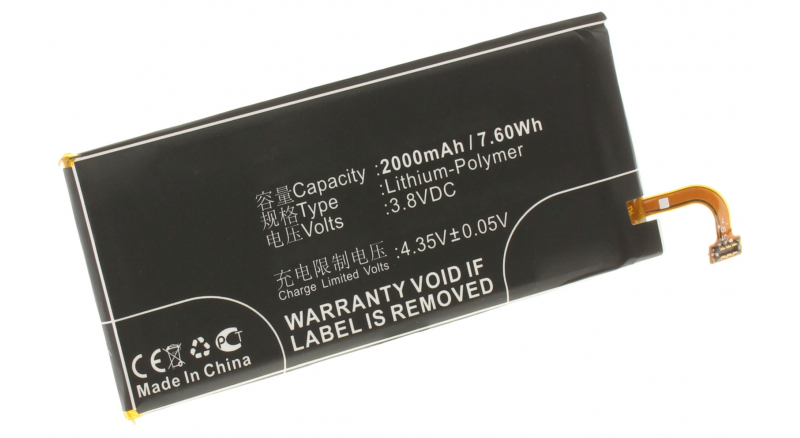 容量Capacity :2000mAh/7.60Wh
规格Type :Lithium-Polymer
电压Volts :3.8VDC
充电限制电压 :4.35V±0.05V
Charge Limited Volts
WARRANTY VOID IF
LABEL IS REMOVED
CE PCT
Made In China